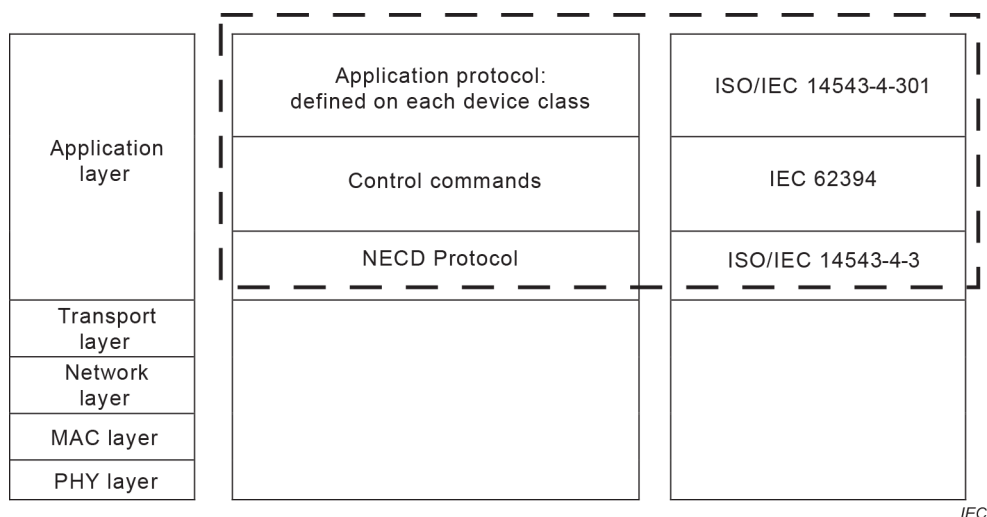 Application
layer
Transport
layer
Network
layer
MAC layer
PHY layer
Application protocol:
defined on each device class
Control commands
NECD Protocol
ISO/IEC 14543-4-301
IEC 62394
ISO/IEC 14543-4-3
IEC